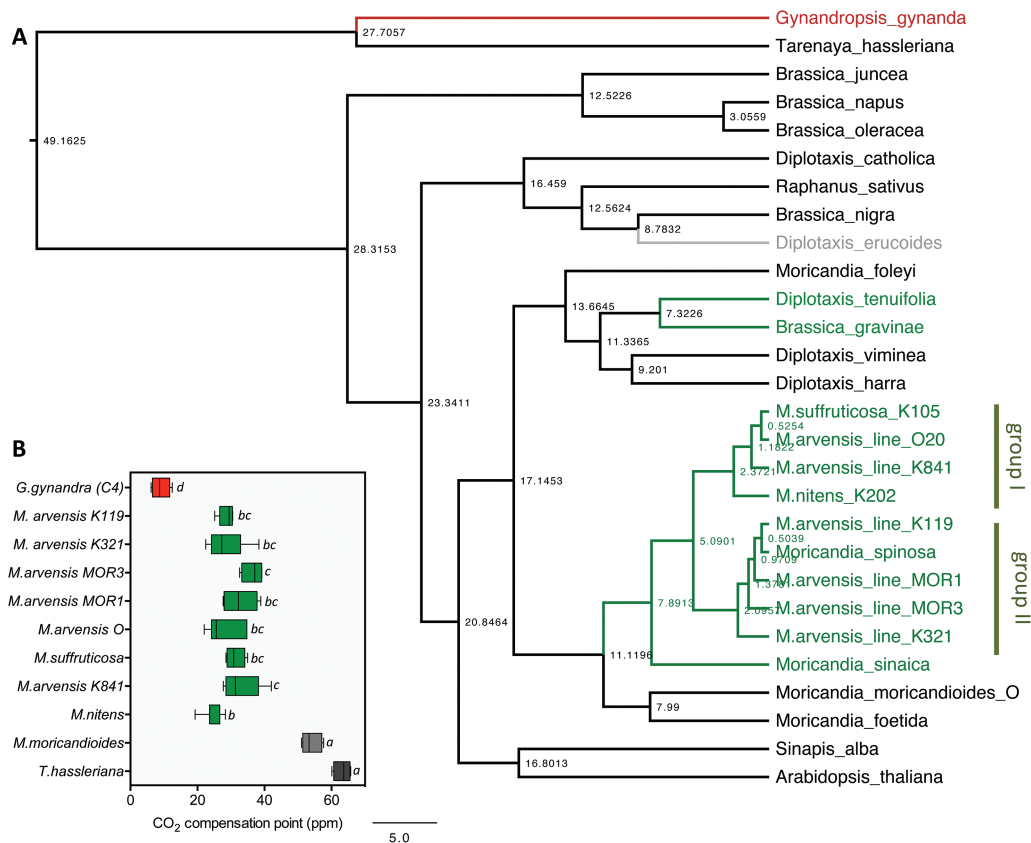 A
Gynandropsis_gynanda
27.7057
Tarenaya_hassleriana
Brassica_juncea
12.5226
Brassica_napus
3.0559
Brassica_oleracea
49.1625
Diplotaxis_catholica
16.459
Raphanus_sativus
12.5624
Brassica_nigra
8.7832
Diplotaxis_erucoides
28.3153
Moricandia_foleyi
13.6645
Diplotaxis_tenuifolia
7.3226
Brassica_gravinae
11.3365
Diplotaxis_viminea
9.201
Diplotaxis_harra
23.3411
M.suffruticosa_K105
0.5254
M.arvensis_line_O20
1.1822
M.arvensis_line_K841
2.3721
M.nitens_K202
group I
17.1453
M.arvensis_line_K119
0.5039
5.0901
Moricandia_spinosa
0.9709
M.arvensis_line_MOR1
M.arvensis_line_MOR3
7.8913
M.arvensis_line_K321
group II
20.8464
11.1196
Moricandia_sinaica
Moricandia_moricandioides_O
7.99
Moricandia_foetida
Sinapis_alba
16.8013
Arabidopsis_thaliana
B
G.gynandra (C4)
d
M. arvensis K119
bc
M. arvensis K321
bc
M.arvensis MOR3
c
M.arvensis MOR1
bc
M.arvensis O
bc
M.suffruticosa
bc
M.arvensis K841
c
M.nitens
b
M.moricandioides
a
T.hassleriana
a
0 20 40 60
CO2 compensation point (ppm)
5.0